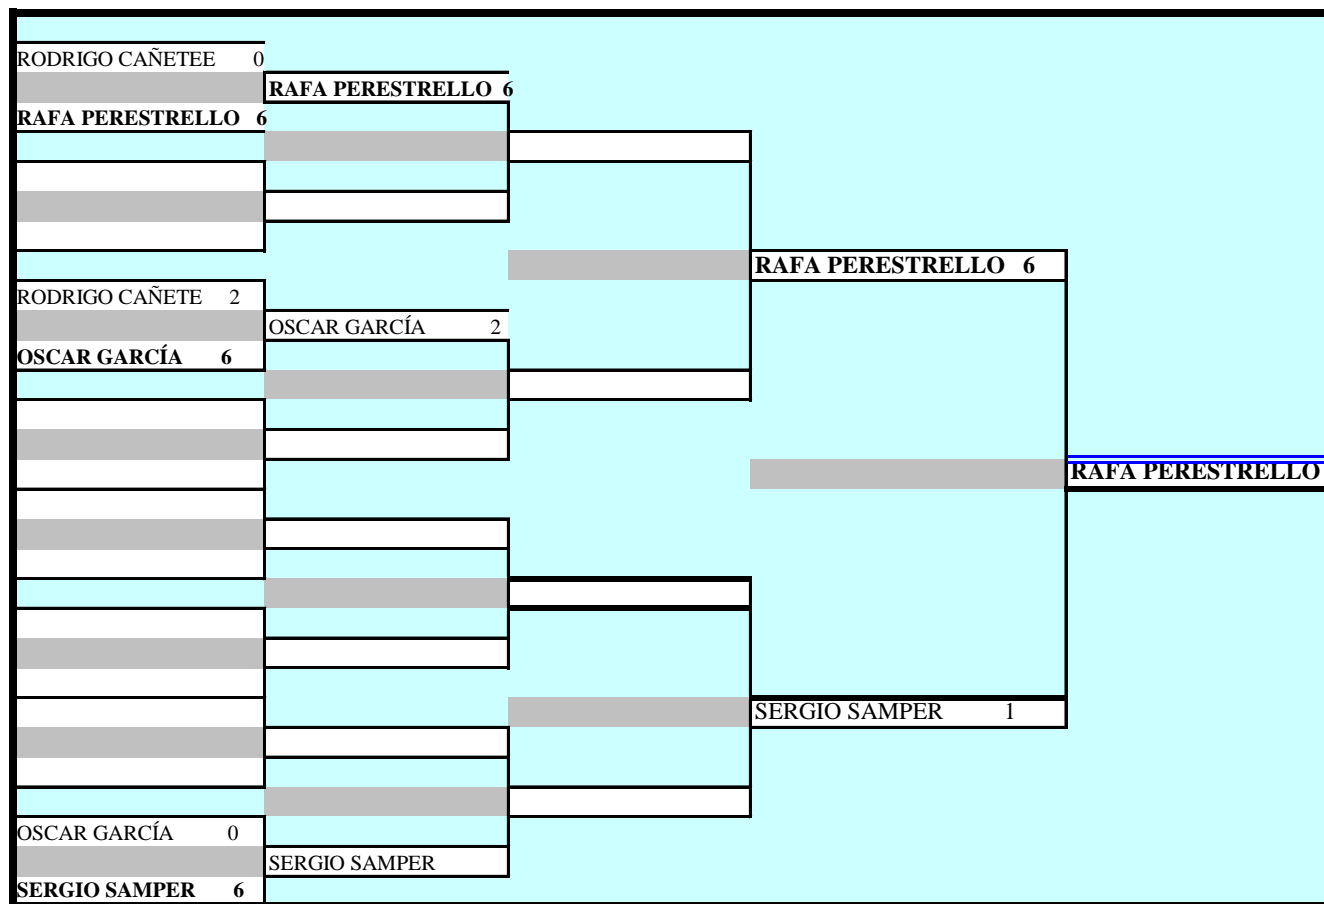 RODRIGO CAÑETEE 0
RAFA PERESTRELLO 6
RAFA PERESTRELLO 6
RAFA PERESTRELLO 6
RODRIGO CAÑETE 2
OSCAR GARCÍA 2
OSCAR GARCÍA 6
RAFA PERESTRELLO
SERGIO SAMPER 1
OSCAR GARCÍA 0
SERGIO SAMPER
SERGIO SAMPER 6